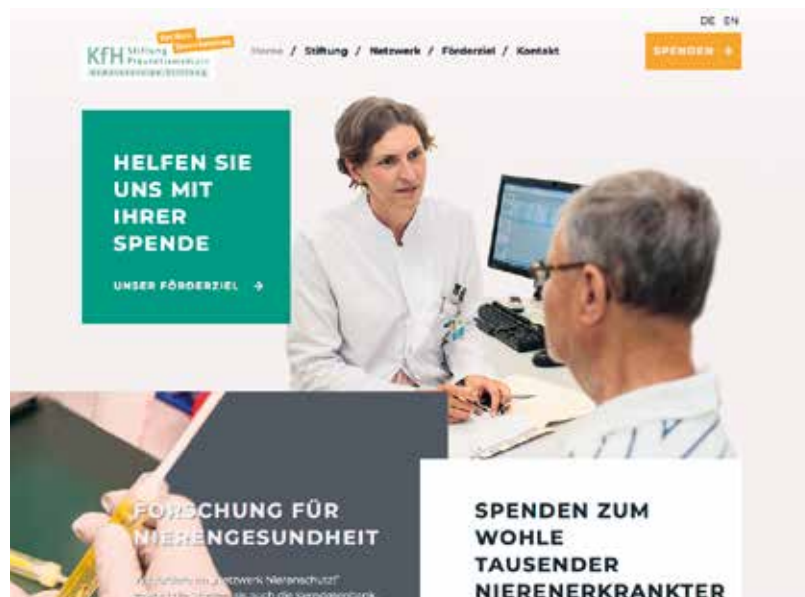 DE EN
KfH Stiftung
Präventivmedizin
Home / Stiftung / Netzwerk / Förderziel / Kontakt
SPENDEN →
HELFEN SIE
UNS MIT
IHRER
SPENDE
UNSER FÖRDERZIEL →
FORSCHUNG FÜR
NIERENGESUNDHEIT
SPENDEN ZUM
WOHLE
TAUSENDER
NIERENERKRANKTER